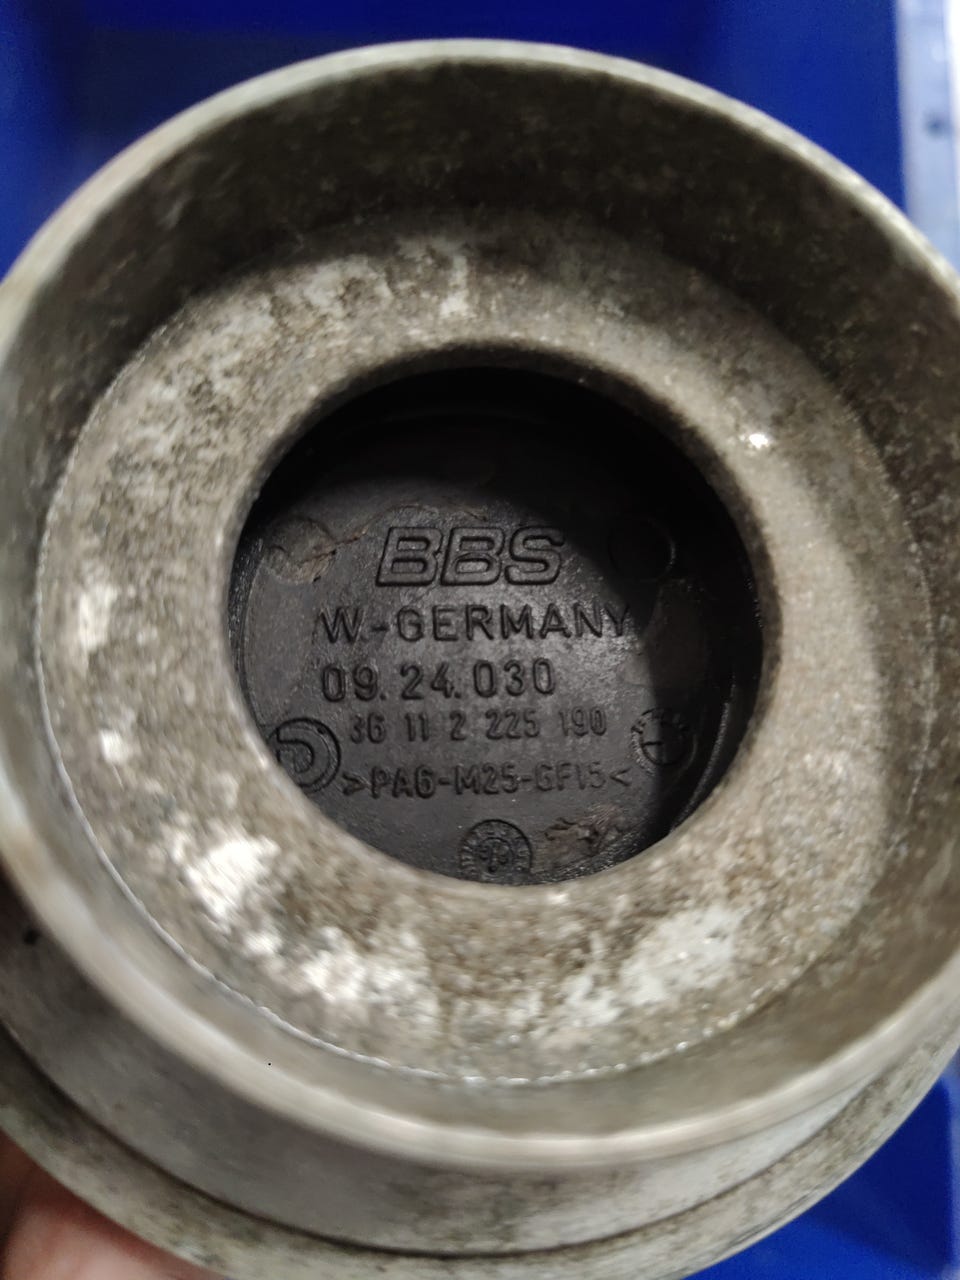 BBS
W.-GERMANY
09.24.030
36 11 2 225 190
>PA6-M25-GF15<